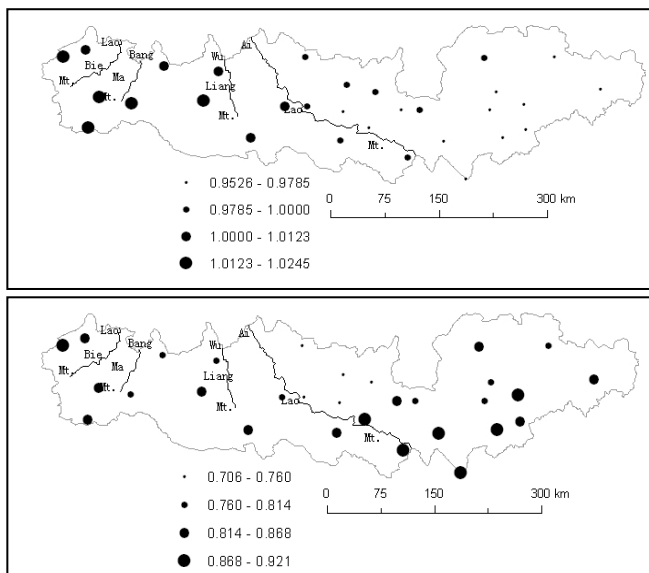 Ai
Lao
Bang
Wu
Bie
Ma
Mt.
Liang
Mt.
Lao
Mt.
Mt.
0.9526 - 0.9785
0.9785 - 1.0000
1.0000 - 1.0123
1.0123 - 1.0245
0 75 150 300 km
Ai
Lao
Bang
Wu
Bie
Ma
Mt.
Liang
Mt.
Lao
Mt.
Mt.
0.706 - 0.760
0.760 - 0.814
0.814 - 0.868
0.868 - 0.921
0 75 150 300 km